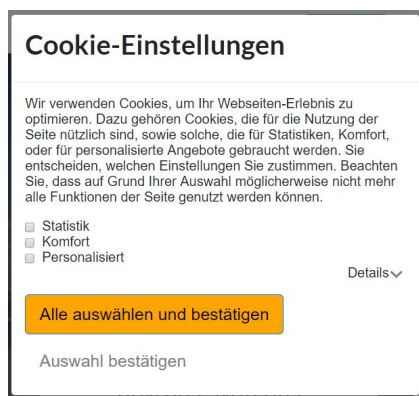 Cookie-Einstellungen
Wir verwenden Cookies, um Ihr Webseiten-Erlebnis zu
optimieren. Dazu gehören Cookies, die für die Nutzung der
Seite nützlich sind, sowie solche, die für Statistiken, Komfort,
oder für personalisierte Angebote gebraucht werden. Sie
entscheiden, welchen Einstellungen Sie zustimmen. Beachten
Sie, dass auf Grund Ihrer Auswahl möglicherweise nicht mehr
alle Funktionen der Seite genutzt werden können.
Statistik
Komfort
Personalisiert
Details
Alle auswählen und bestätigen
Auswahl bestätigen